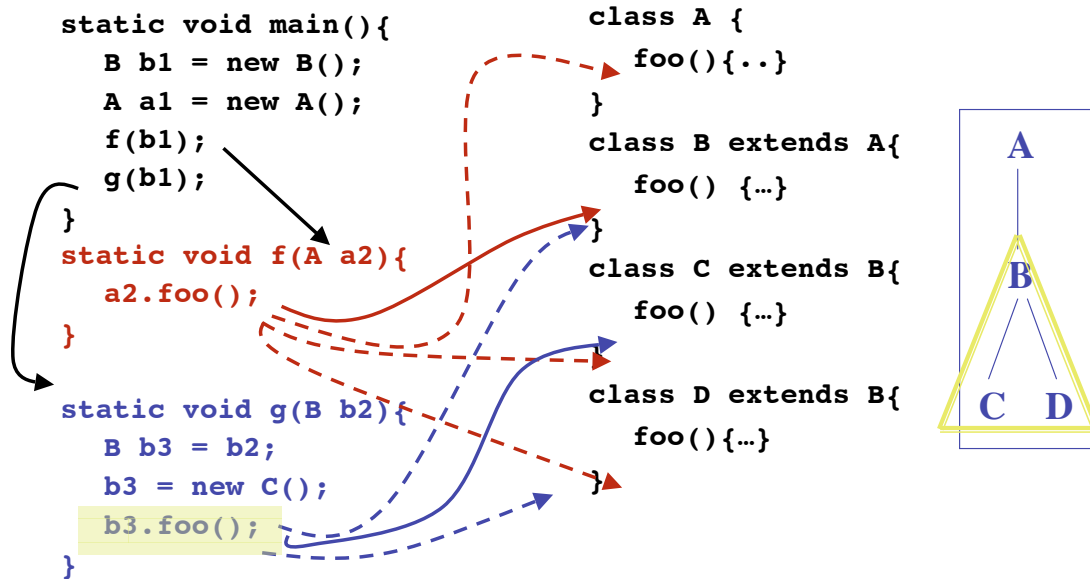 static void main(){
B b1 = new B();
A a1 = new A();
f(b1);
g(b1);
}
static void f(A a2){
a2.foo();
}
static void g(B b2){
B b3 = b2;
b3 = new C();
b3.foo();
}
class A {
foo(){..}
}
class B extends A{
foo() {…}
}
class C extends B{
foo() {…}
}
class D extends B{
foo(){…}
}
A
B
C D